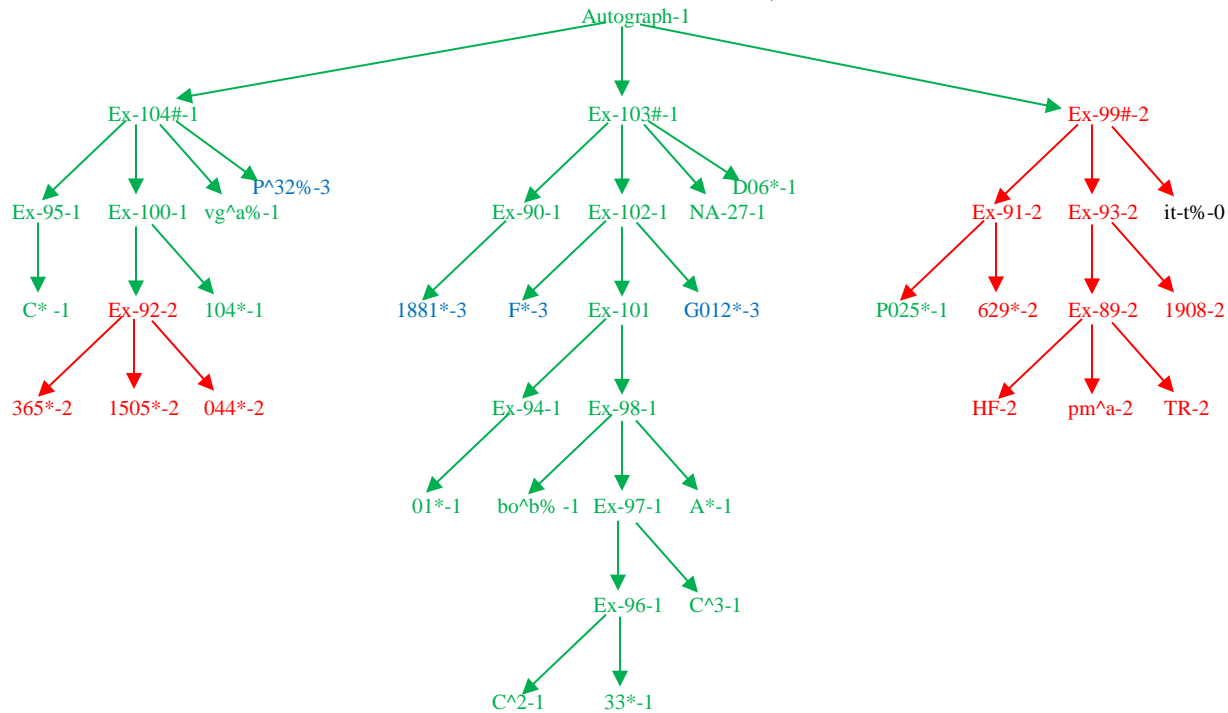 Autograph-1
Ex-104#-1 Ex-103#-1 Ex-99#-2
P^32%-3 D06*-1
Ex-95-1 Ex-100-1 vg^a%-1 Ex-90-1 Ex-102-1 NA-27-1 Ex-91-2 Ex-93-2 it-t%-0
C* -1 Ex-92-2 104*-1 1881*-3 F*-3 Ex-101 G012*-3 P025*-1 629*-2 Ex-89-2 1908-2
365*-2 1505*-2 044*-2 Ex-94-1 Ex-98-1 HF-2 pm^a-2 TR-2
01*-1 bo^b% -1 Ex-97-1 A*-1
Ex-96-1 C^3-1
C^2-1 33*-1